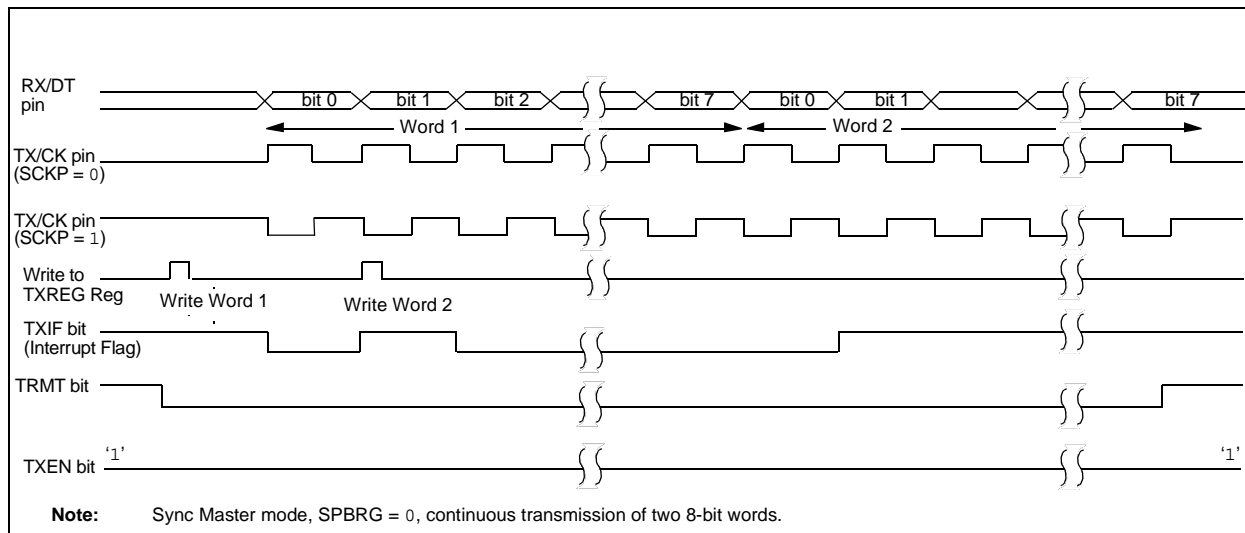 RX/DT
pin
bit 0 bit 1 bit 2 bit 7 bit 0 bit 1 bit 7
Word 1 Word 2
TX/CK pin
(SCKP = 0)
TX/CK pin
(SCKP = 1)
Write to
TXREG Reg
Write Word 1 Write Word 2
TXIF bit
(Interrupt Flag)
TRMT bit
TXEN bit
‘1’ ‘1’
Note: Sync Master mode, SPBRG = 0, continuous transmission of two 8-bit words.